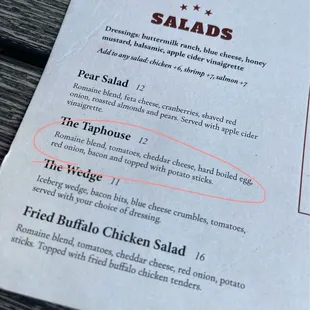 SALADS
Dressings: buttermilk ranch, blue cheese, honey
mustard, balsamic, apple cider vinaigrette
Add to any salad: chicken +6, shrimp +7, salmon +7
Pear Salad 12
Romaine blend, feta cheese, cranberries, shaved red
onion, roasted almonds and pears. Served with apple cider
vinaigrette.
The Taphouse 12
Romaine blend, tomatoes, cheddar cheese, hard boiled egg,
red onion, bacon and topped with potato sticks.
The Wedge 11
Iceberg wedge, bacon bits, blue cheese crumbles, tomatoes,
served with your choice of dressing.
Fried Buffalo Chicken Salad 16
Romaine blend, tomatoes, cheddar cheese, red onion, potato
sticks. Topped with fried buffalo chicken tenders.